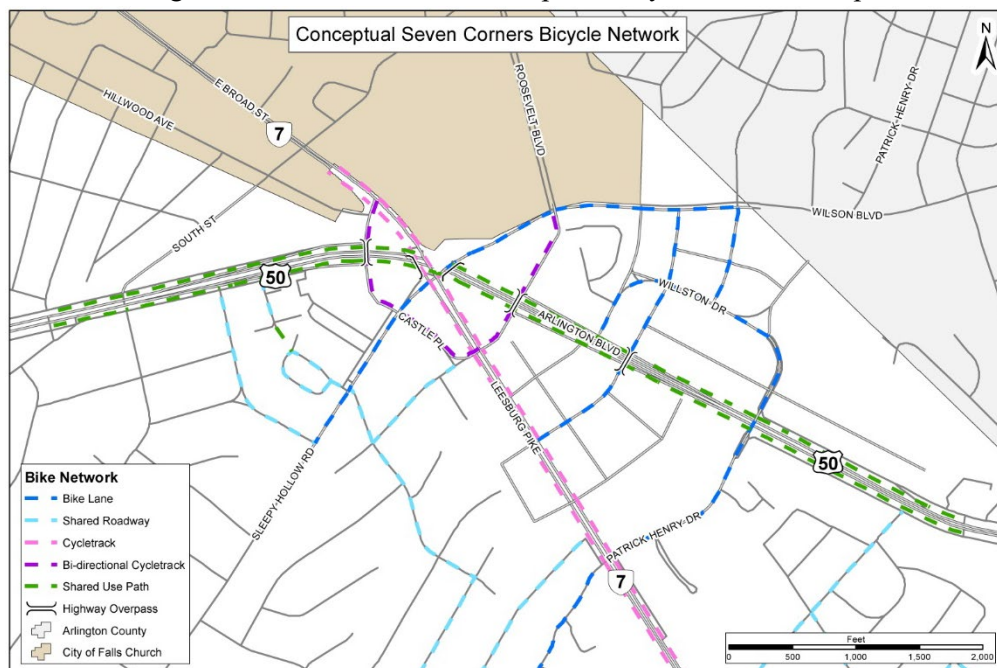 Conceptual Seven Corners Bicycle Network
N
HILLWOOD AVE
E BROAD ST
7
ROOSEVELT-BLVD
PATRICK-HENRY-DR
SOUTH ST
WILSON BLVD
50
WILLSTON-DR
CASTLE PL
ARLINGTON BLVD
LEESBURG PIKE
SLEEPY-HOLLOW RD
50
PATRICK-HENRY-DR
7
Bike Network
Bike Lane
Shared Roadway
Cycletrack
Bi-directional Cycletrack
Shared Use Path
Highway Overpass
Arlington County
City of Falls Church
Feet
0 500 1,000 1,500 2,000